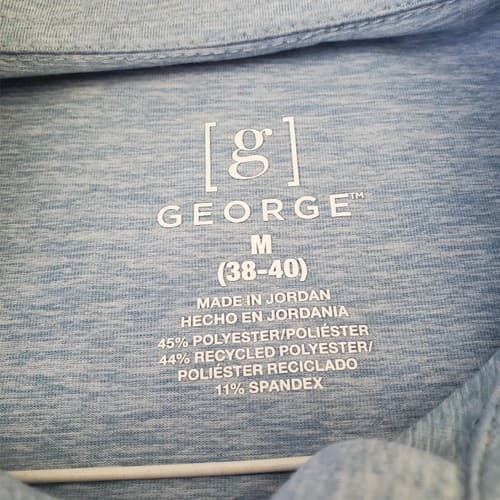 [g]
GEORGE™
M
(38-40)
MADE IN JORDAN
HECHO EN JORDANIA
45% POLYESTER/POLIÉSTER
44% RECYCLED POLYESTER/
POLIÉSTER RECICLADO
11% SPANDEX